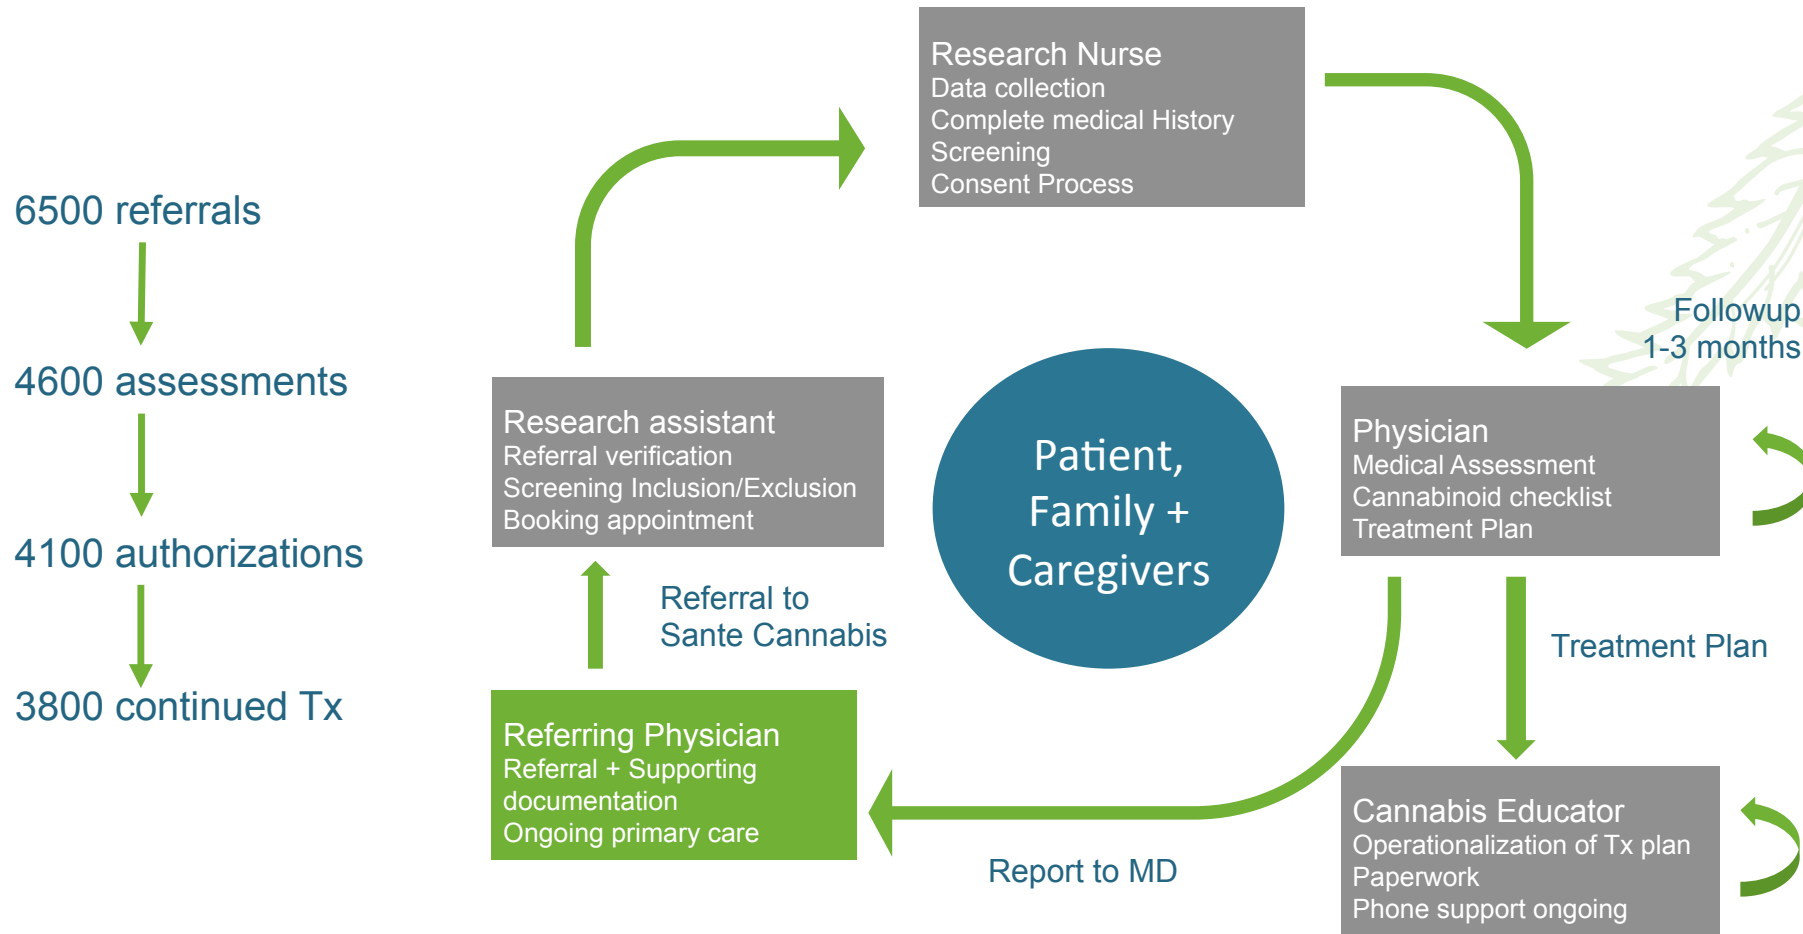 6500 referrals
4600 assessments
4100 authorizations
3800 continued Tx
Research Nurse
Data collection
Complete medical History
Screening
Consent Process
Research assistant
Referral verification
Screening Inclusion/Exclusion
Booking appointment
Referral to
Sante Cannabis
Referring Physician
Referral + Supporting
documentation
Ongoing primary care
Patient,
Family +
Caregivers
Followup
1-3 months
Physician
Medical Assessment
Cannabinoid checklist
Treatment Plan
Treatment Plan
Report to MD
Cannabis Educator
Operationalization of Tx plan
Paperwork
Phone support ongoing